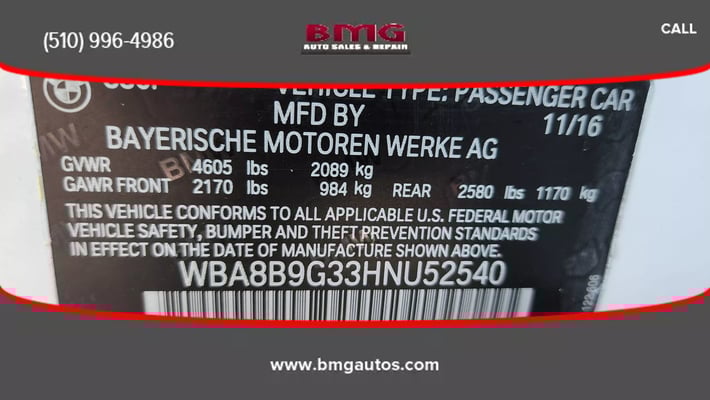 (510) 996-4986
BMG
AUTO SALES & REPAIR
CALL
VEHICLE TYPE: PASSENGER CAR
MFD BY
11/16
BAYERISCHE MOTOREN WERKE AG
GVWR 4605 lbs 2089 kg
GAWR FRONT 2170 lbs 984 kg REAR 2580 lbs 1170 kg
THIS VEHICLE CONFORMS TO ALL APPLICABLE U.S. FEDERAL MOTOR
VEHICLE SAFETY, BUMPER AND THEFT PREVENTION STANDARDS
IN EFFECT ON THE DATE OF MANUFACTURE SHOWN ABOVE.
WBA8B9G33HNU52540
www.bmgautos.com